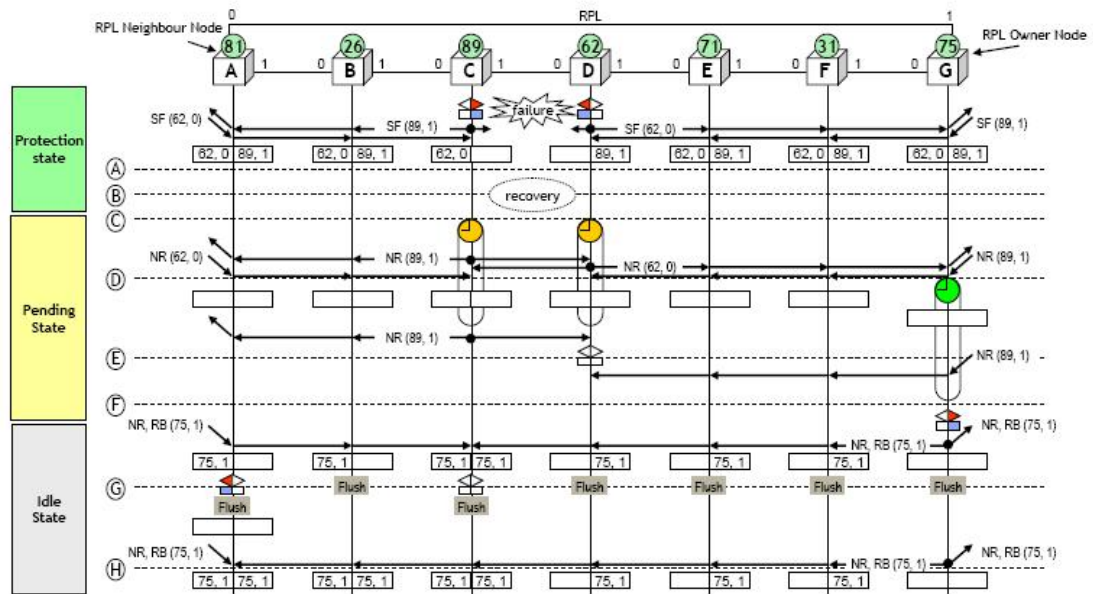 0 RPL 1
RPL Neighbour Node
RPL Owner Node
81 26 89 62 71 31 75
A 1 0 B 1 0 C 1 0 D 1 0 E 1 0 F 1 0 G
Protection
state
failure
SF (62, 0) SF (89, 1) SF (62, 0) SF (89, 1)
62, 0 89, 1 62, 0 89, 1 62, 0 89, 1 62, 0 89, 1 62, 0 89, 1 62, 0 89, 1
A
B recovery
C
Pending
State
NR (62, 0) NR (89, 1) NR (62, 0) NR (89, 1)
D
NR (89, 1)
E NR (89, 1)
F
Idle
State
NR, RB (75, 1) NR, RB (75, 1) NR, RB (75, 1)
75, 1 75, 1 75, 1 75, 1 75, 1 75, 1 75, 1
G Flush Flush Flush Flush Flush
Flush Flush
NR, RB (75, 1) NR, RB (75, 1) NR, RB (75, 1)
H
75, 1 75, 1 75, 1 75, 1 75, 1 75, 1 75, 1 75, 1 75, 1